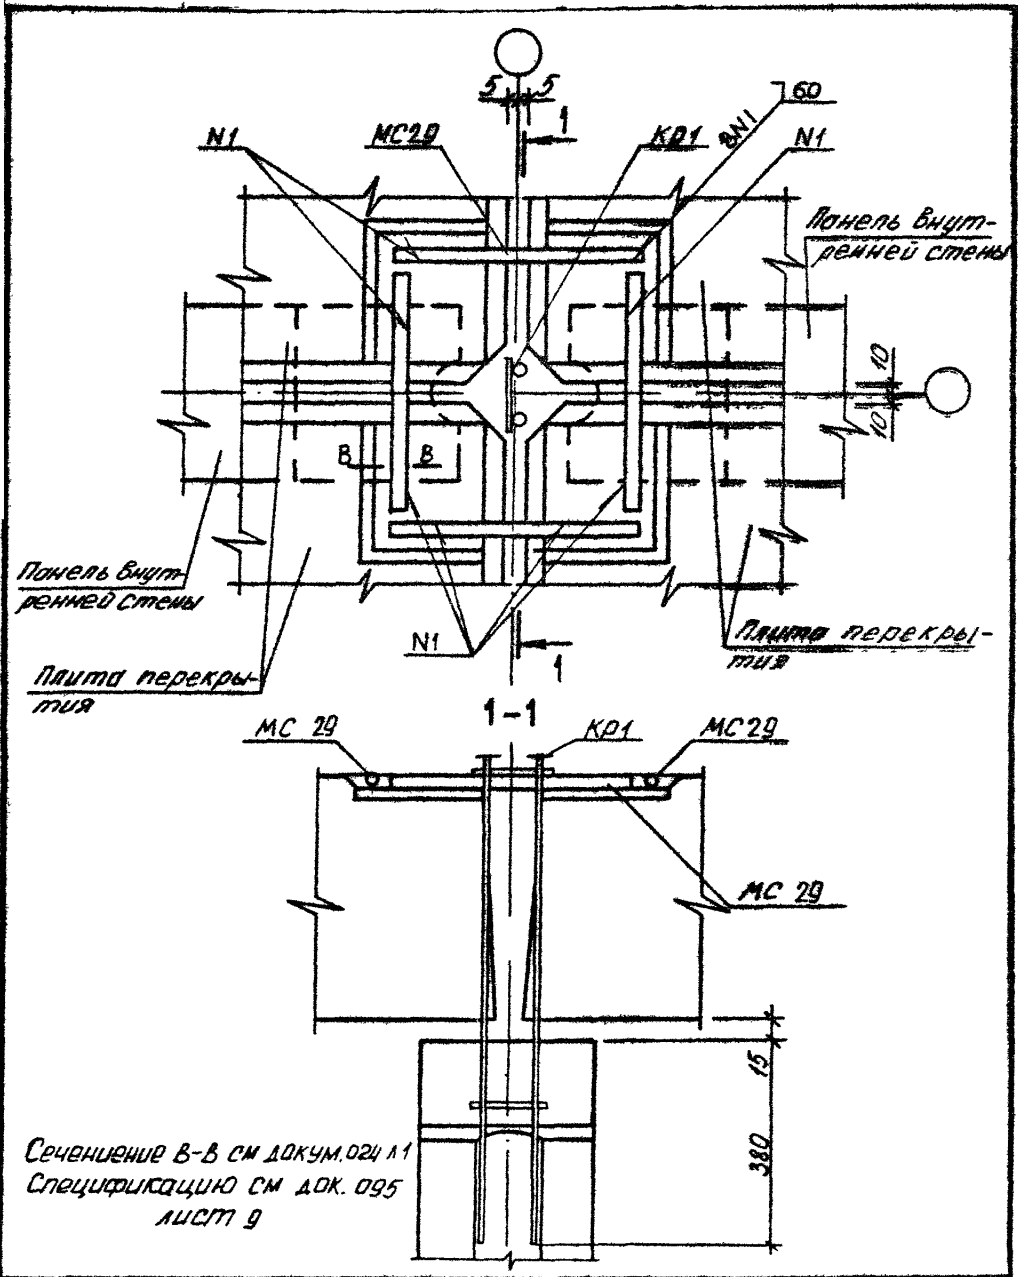 5 5
1
60
8N1
N1
МС29
КР1
N1
Панель внут-
ренней стены
10
10
В В
Панель внут-
ренней стены
N1
Плита перекры-
тия
Плита перекры-
тия
1
1-1
МС 29
КР1
МС 29
МС 29
15
380
Сеченнение В-В см докум. 024 л1
Спецификацию см док. 095
лист 9